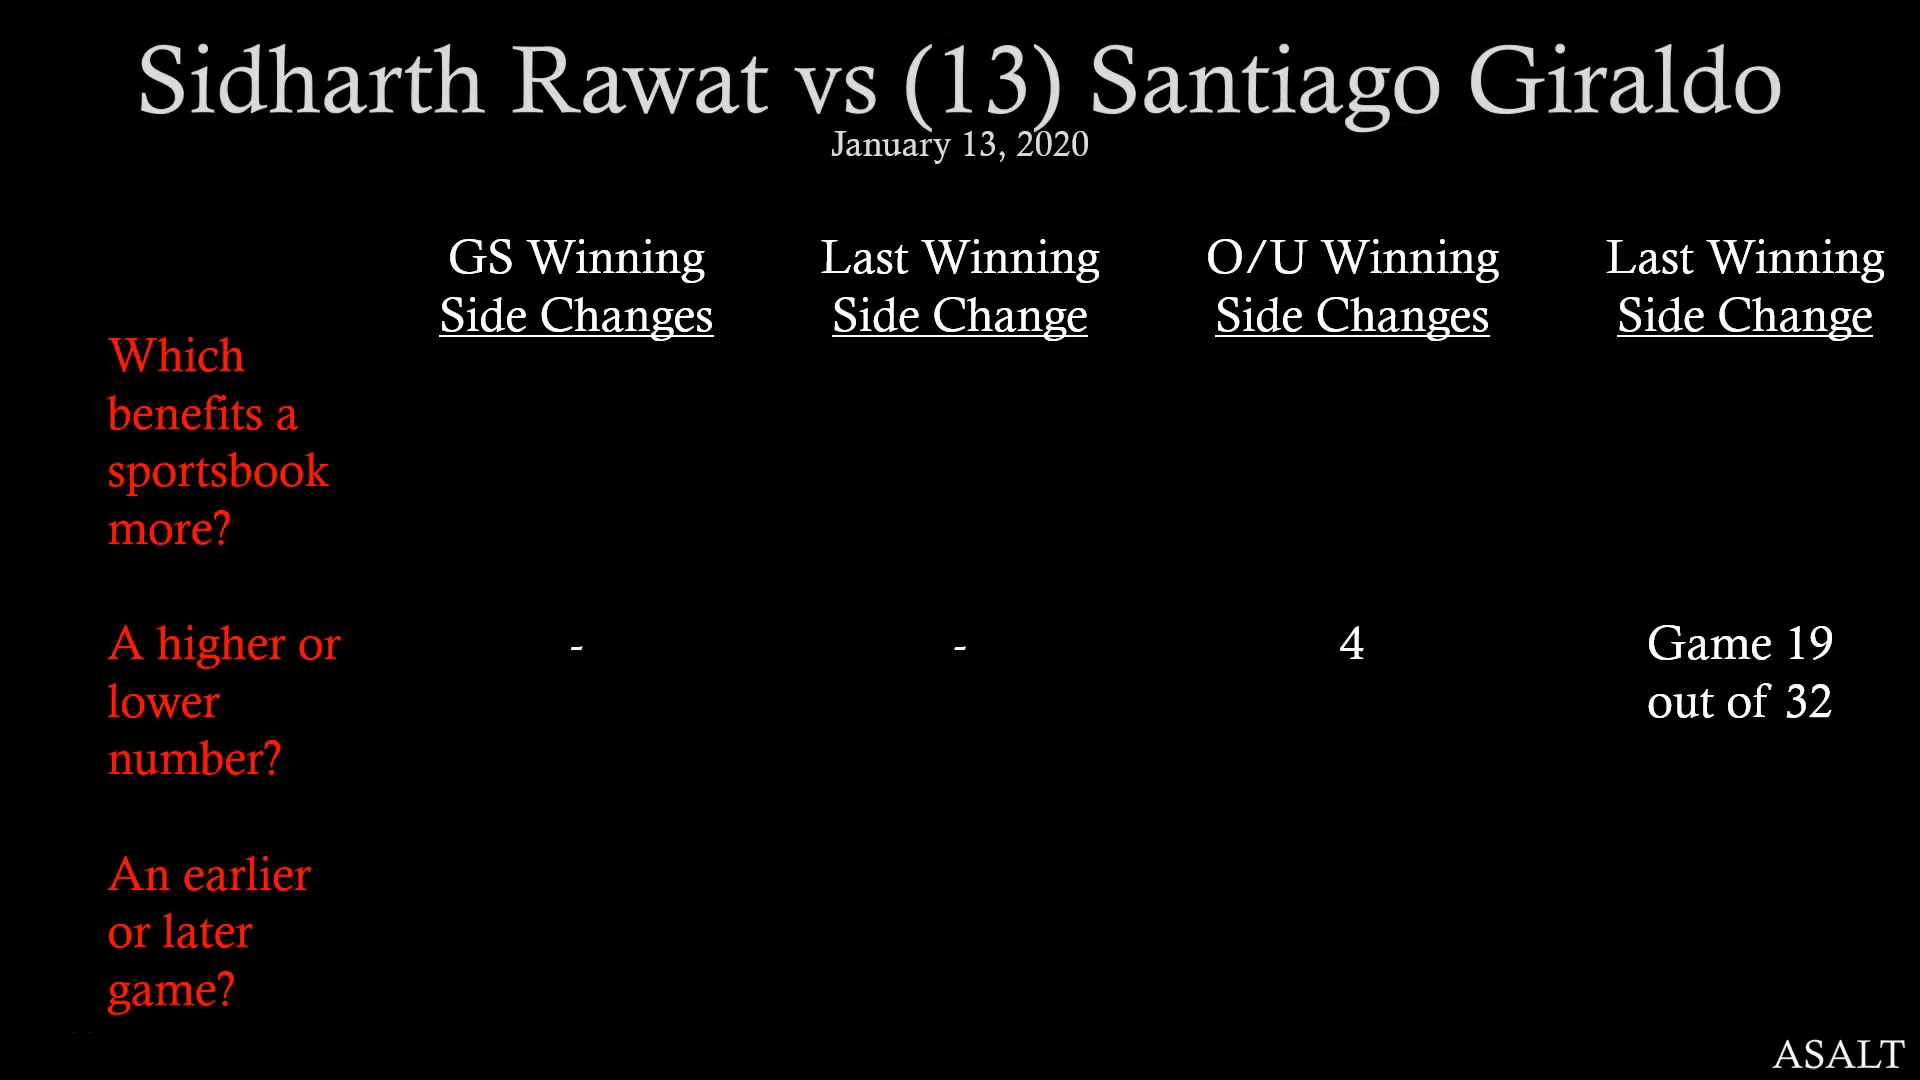 Sidharth Rawat vs (13) Santiago Giraldo
January 13, 2020
GS Winning
Side Changes
Last Winning
Side Change
O/U Winning
Side Changes
Last Winning
Side Change
Which
benefits a
sportsbook
more?
A higher or
lower
number?
-
-
4
Game 19
out of 32
An earlier
or later
game?
ASALT